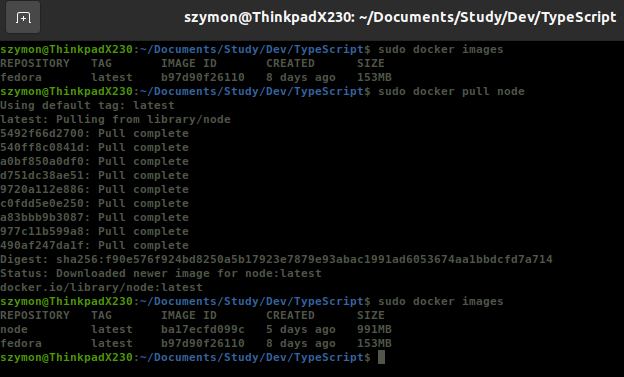 szymon@ThinkpadX230: ~/Documents/Study/Dev/TypeScript
szymon@ThinkpadX230:~/Documents/Study/Dev/TypeScript$ sudo docker images
REPOSITORY   TAG       IMAGE ID       CREATED      SIZE
fedora       latest    b97d90f26110   8 days ago   153MB
szymon@ThinkpadX230:~/Documents/Study/Dev/TypeScript$ sudo docker pull node
Using default tag: latest
latest: Pulling from library/node
5492f66d2700: Pull complete
540ff8c0841d: Pull complete
a0bf850a0df0: Pull complete
d751dc38ae51: Pull complete
9720a112e886: Pull complete
c0fdd5e0e250: Pull complete
a83bbb9b3087: Pull complete
977c11b599a8: Pull complete
490af247da1f: Pull complete
Digest: sha256:f90e576f924bd8250a5b17923e7879e93abac1991ad6053674aa1bbdcfd7a714
Status: Downloaded newer image for node:latest
docker.io/library/node:latest
szymon@ThinkpadX230:~/Documents/Study/Dev/TypeScript$ sudo docker images
REPOSITORY   TAG       IMAGE ID       CREATED      SIZE
node         latest    ba17ecfd099c   5 days ago   991MB
fedora       latest    b97d90f26110   8 days ago   153MB
szymon@ThinkpadX230:~/Documents/Study/Dev/TypeScript$